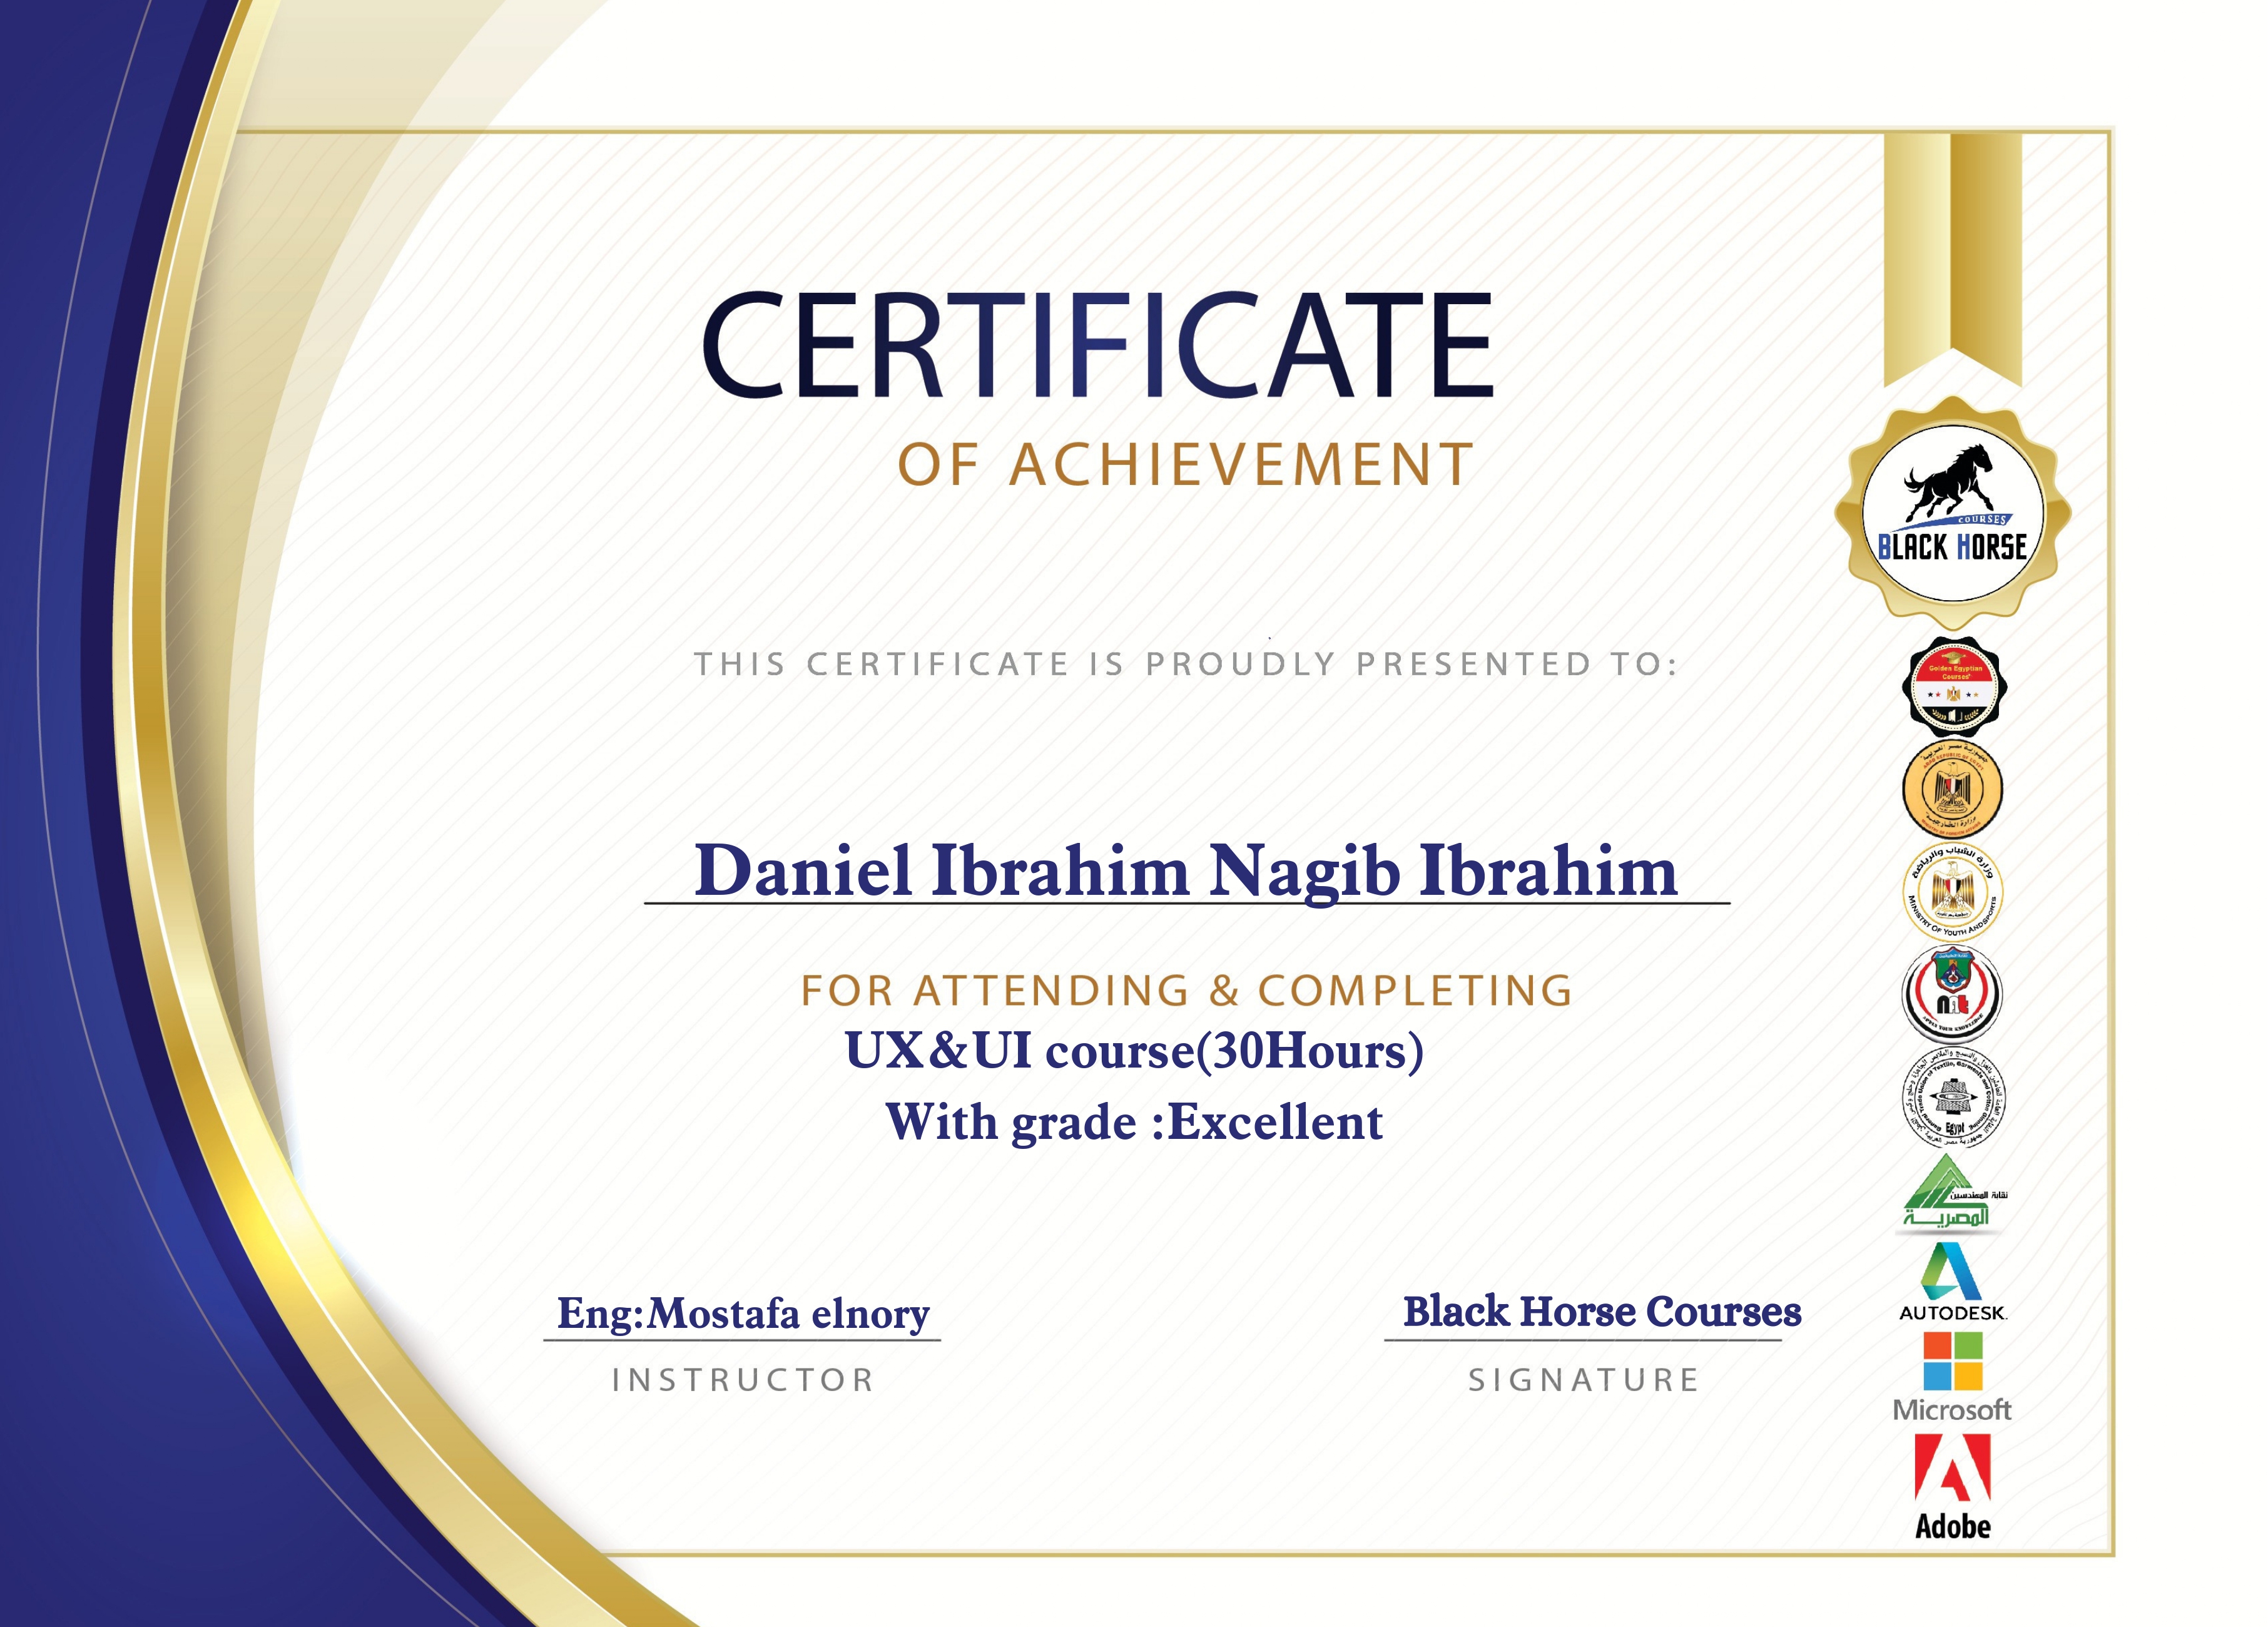 CERTIFICATE
OF ACHIEVEMENT
COURSES
BLACK HORSE
THIS CERTIFICATE IS PROUDLY PRESENTED TO:
Golden Egyptian
Courses
Daniel Ibrahim Nagib Ibrahim
وزارة الشباب والرياضة
MINISTRY OF YOUTH AND SPORTS
FOR ATTENDING & COMPLETING
UX&UI course(30Hours)
With grade :Excellent
Egypt
نقابة المهندسين
المصرية
Eng:Mostafa elnory
INSTRUCTOR
Black Horse Courses
SIGNATURE
AUTODESK.
Microsoft
Adobe